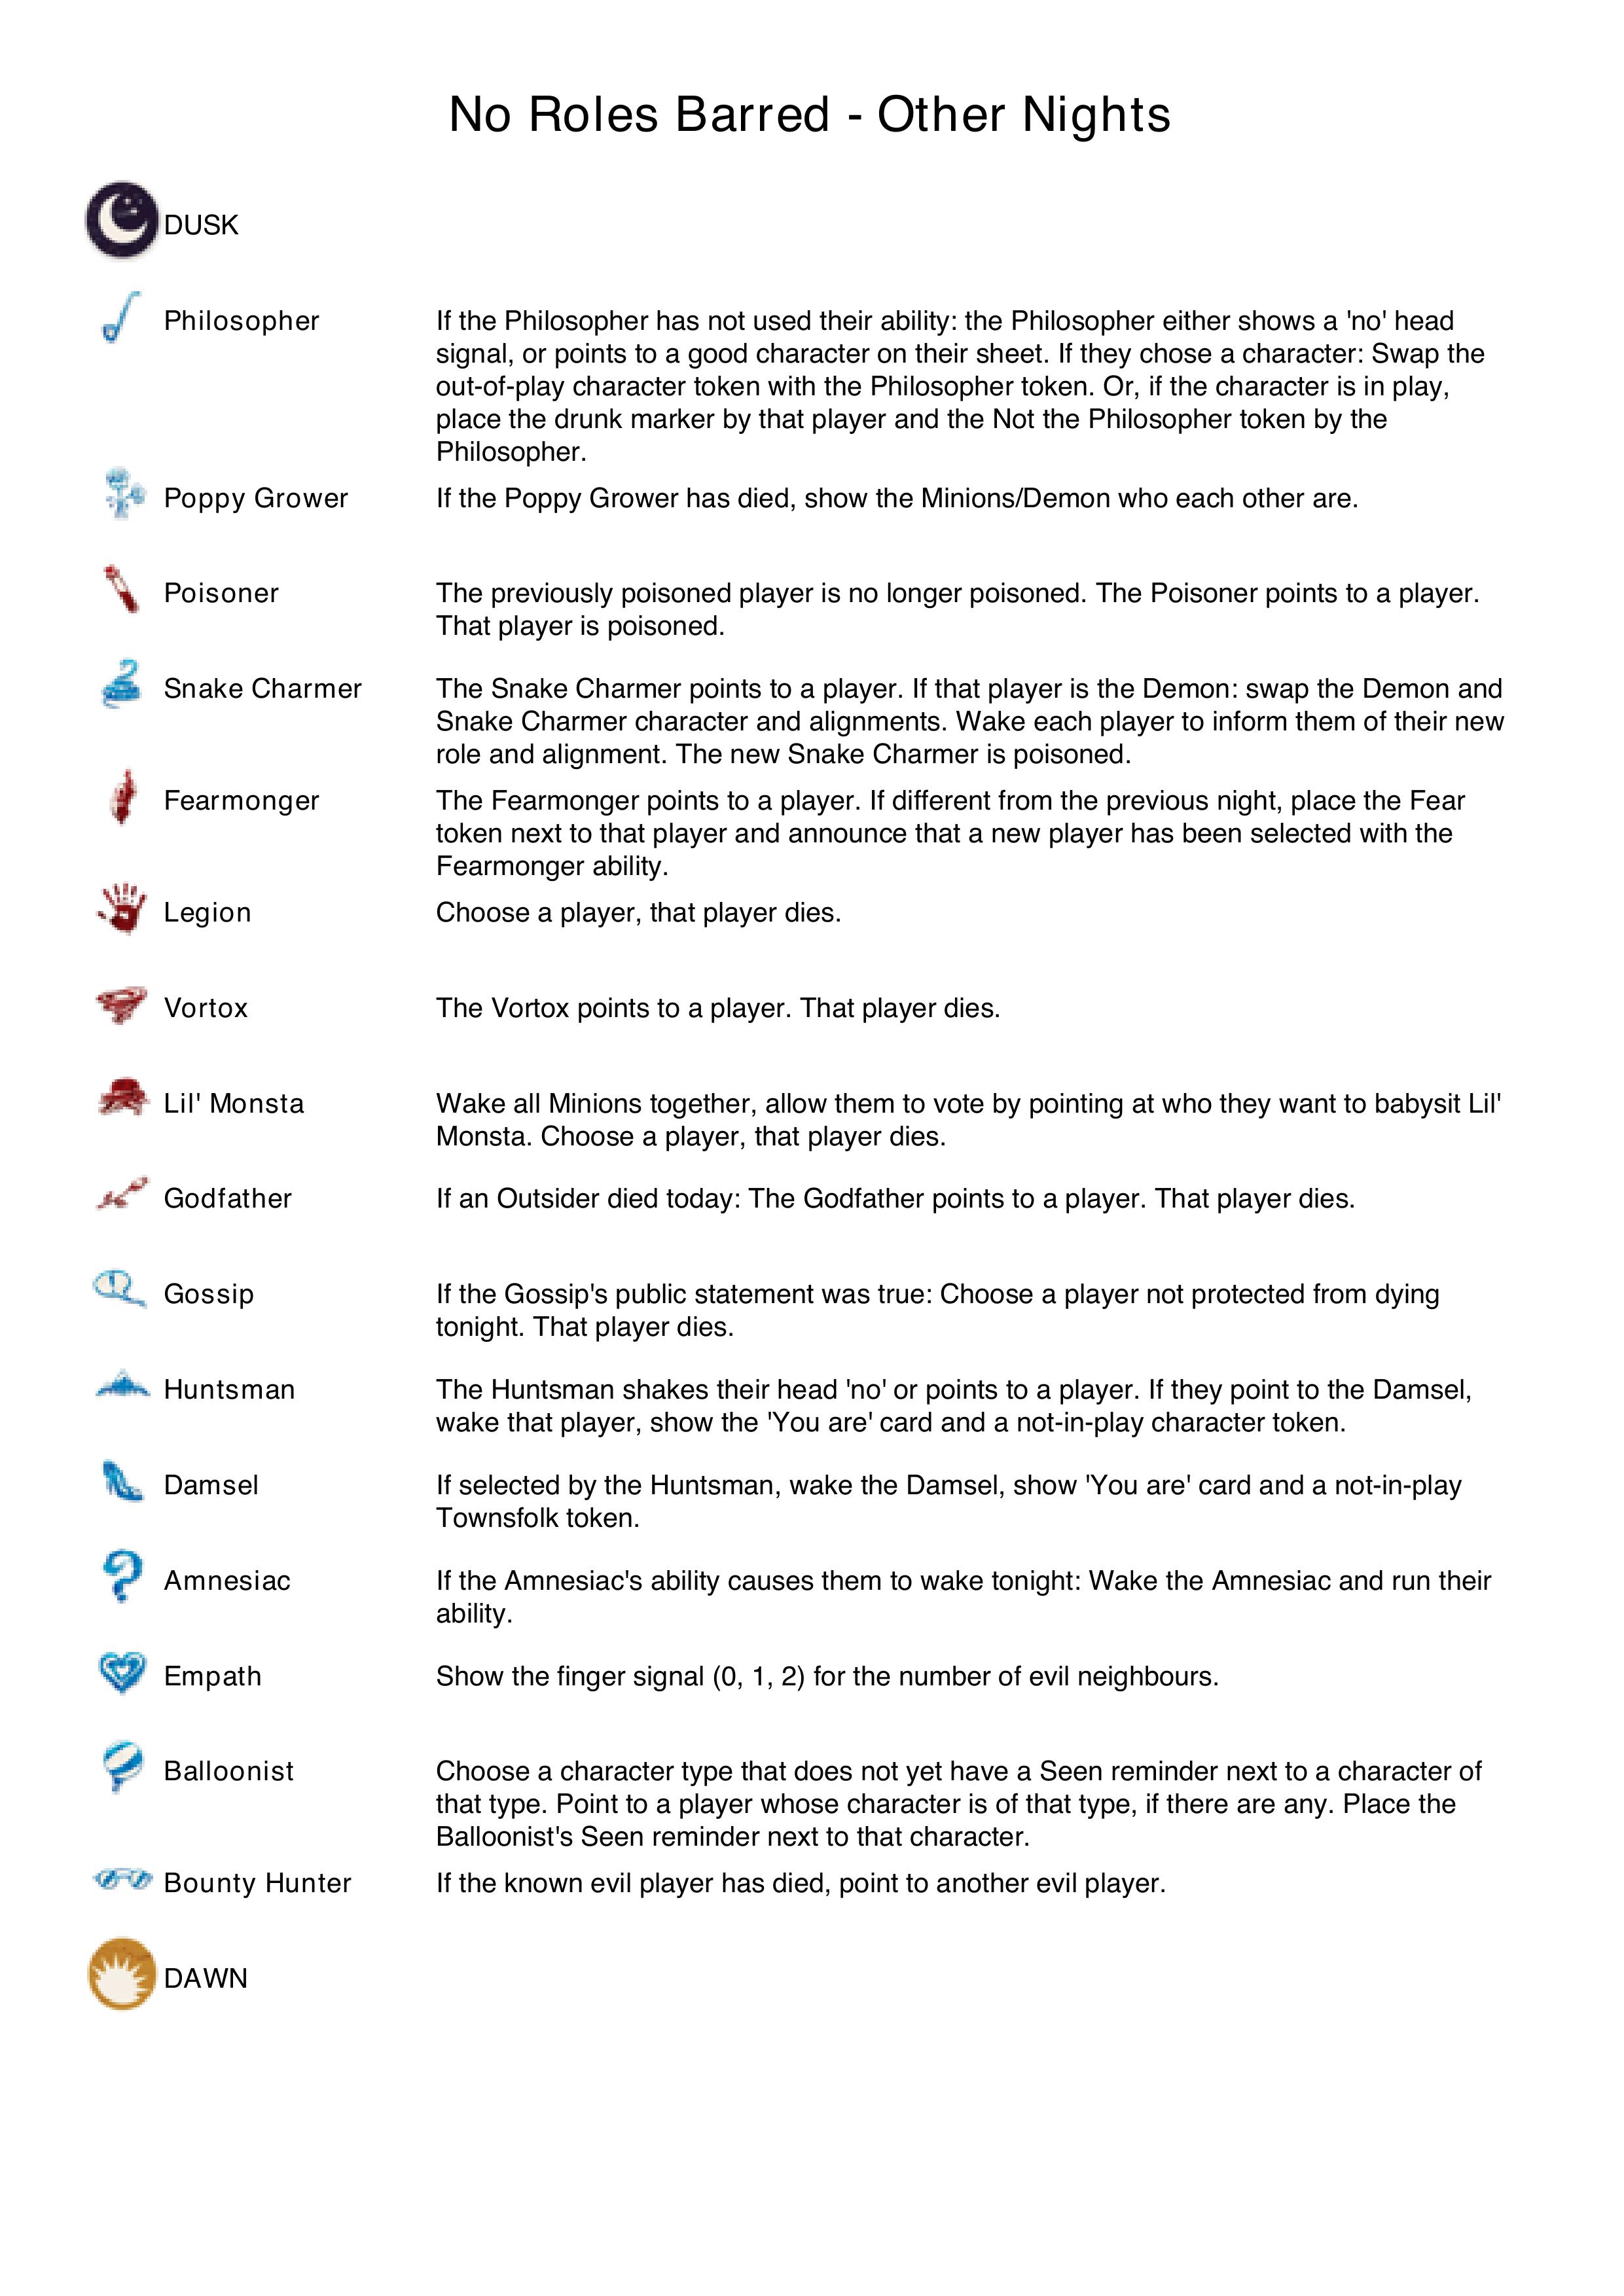 No Roles Barred - Other Nights
DUSK
Philosopher
If the Philosopher has not used their ability: the Philosopher either shows a 'no' head
signal, or points to a good character on their sheet. If they chose a character: Swap the
out-of-play character token with the Philosopher token. Or, if the character is in play,
place the drunk marker by that player and the Not the Philosopher token by the
Philosopher.
Poppy Grower
If the Poppy Grower has died, show the Minions/Demon who each other are.
Poisoner
The previously poisoned player is no longer poisoned. The Poisoner points to a player.
That player is poisoned.
Snake Charmer
The Snake Charmer points to a player. If that player is the Demon: swap the Demon and
Snake Charmer character and alignments. Wake each player to inform them of their new
role and alignment. The new Snake Charmer is poisoned.
Fearmonger
The Fearmonger points to a player. If different from the previous night, place the Fear
token next to that player and announce that a new player has been selected with the
Fearmonger ability.
Legion
Choose a player, that player dies.
Vortox
The Vortox points to a player. That player dies.
Lil' Monsta
Wake all Minions together, allow them to vote by pointing at who they want to babysit Lil'
Monsta. Choose a player, that player dies.
Godfather
If an Outsider died today: The Godfather points to a player. That player dies.
Gossip
If the Gossip's public statement was true: Choose a player not protected from dying
tonight. That player dies.
Huntsman
The Huntsman shakes their head 'no' or points to a player. If they point to the Damsel,
wake that player, show the 'You are' card and a not-in-play character token.
Damsel
If selected by the Huntsman, wake the Damsel, show 'You are' card and a not-in-play
Townsfolk token.
Amnesiac
If the Amnesiac's ability causes them to wake tonight: Wake the Amnesiac and run their
ability.
Empath
Show the finger signal (0, 1, 2) for the number of evil neighbours.
Balloonist
Choose a character type that does not yet have a Seen reminder next to a character of
that type. Point to a player whose character is of that type, if there are any. Place the
Balloonist's Seen reminder next to that character.
Bounty Hunter
If the known evil player has died, point to another evil player.
DAWN